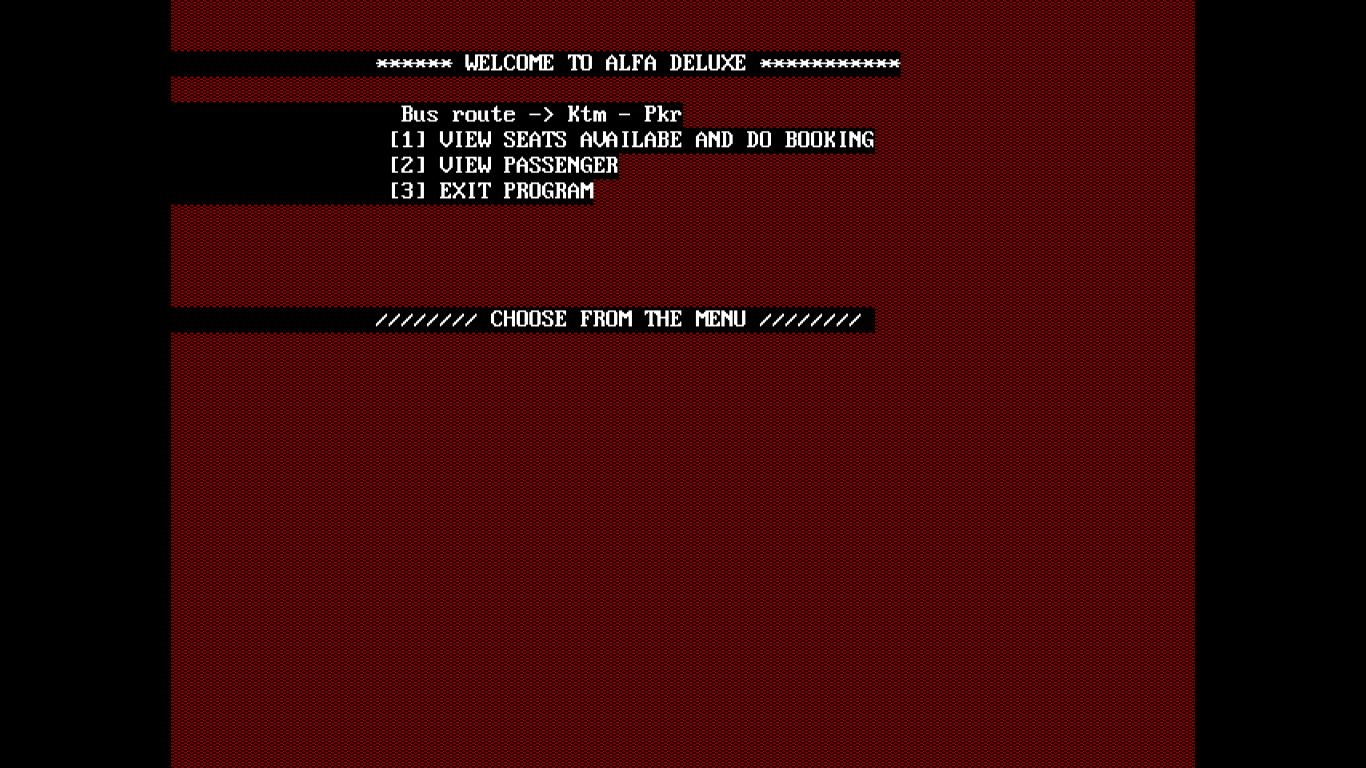 ****** WELCOME TO ALFA DELUXE ***********
Bus route -> Ktm - Pkr
[1] VIEW SEATS AVAILABE AND DO BOOKING
[2] VIEW PASSENGER
[3] EXIT PROGRAM
//////// CHOOSE FROM THE MENU ////////